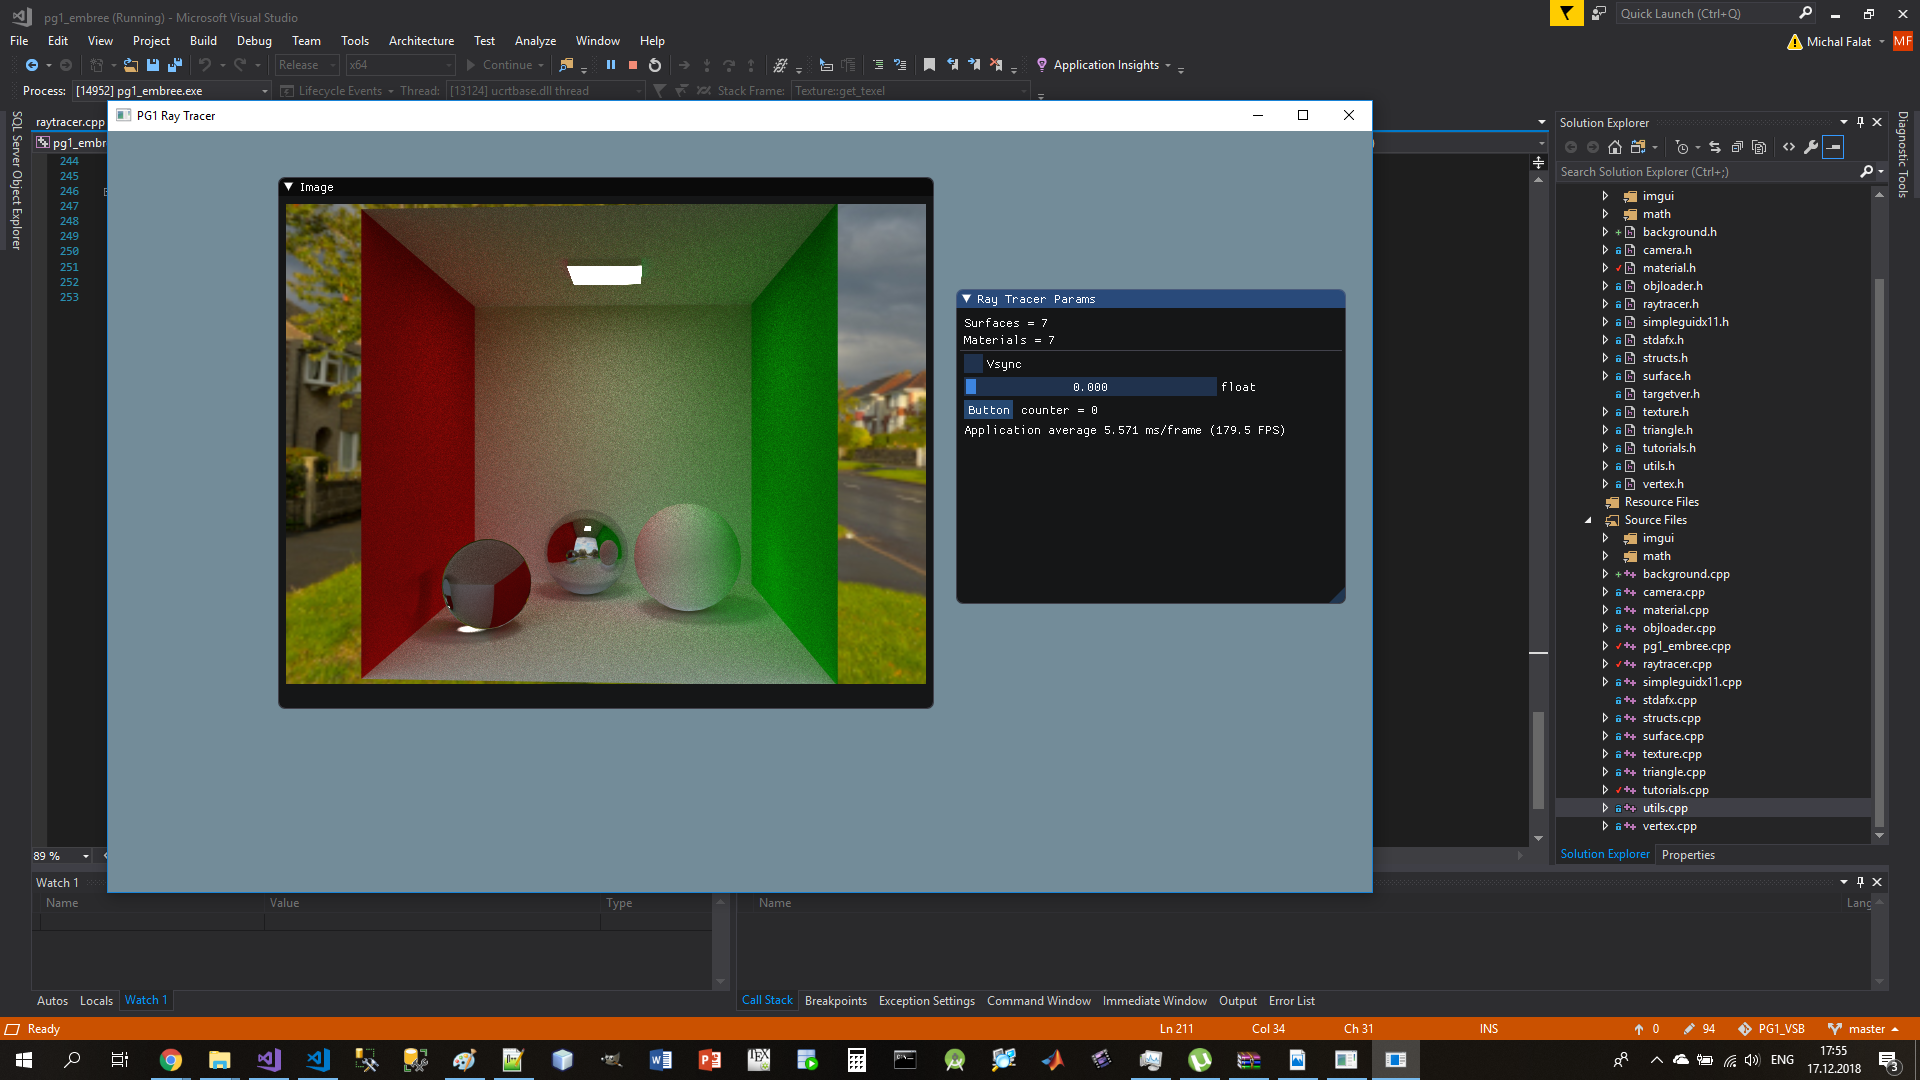 pg1_embree (Running) - Microsoft Visual Studio
Quick Launch (Ctrl+Q)
File Edit View Project Build Debug Team Tools Architecture Test Analyze Window Help
Michal Falat MF
Release x64 Continue Application Insights
Process: [14952] pg1_embree.exe Lifecycle Events Thread: [13124] ucrtbase.dll thread Stack Frame: Texture::get_texel
SQL Server Object Explorer
raytracer.cpp
pg1_embr
244
245
246
247
248
249
250
251
252
253
89 %
PG1 Ray Tracer
Image
Ray Tracer Params
Surfaces = 7
Materials = 7
Vsync
0.000 float
Button counter = 0
Application average 5.571 ms/frame (179.5 FPS)
Solution Explorer
Search Solution Explorer (Ctrl+;)
imgui
math
background.h
camera.h
material.h
objloader.h
raytracer.h
simpleguidx11.h
stdafx.h
structs.h
surface.h
targetver.h
texture.h
triangle.h
tutorials.h
utils.h
vertex.h
Resource Files
Source Files
imgui
math
background.cpp
camera.cpp
material.cpp
objloader.cpp
pg1_embree.cpp
raytracer.cpp
simpleguidx11.cpp
stdafx.cpp
structs.cpp
surface.cpp
texture.cpp
triangle.cpp
tutorials.cpp
utils.cpp
vertex.cpp
Solution Explorer Properties
Diagnostic Tools
Watch 1
Name Value Type
Name Lang
Autos Locals Watch 1
Call Stack Breakpoints Exception Settings Command Window Immediate Window Output Error List
Ready Ln 211 Col 34 Ch 31 INS 0 94 PG1_VSB master
ENG
17:55
17.12.2018
3